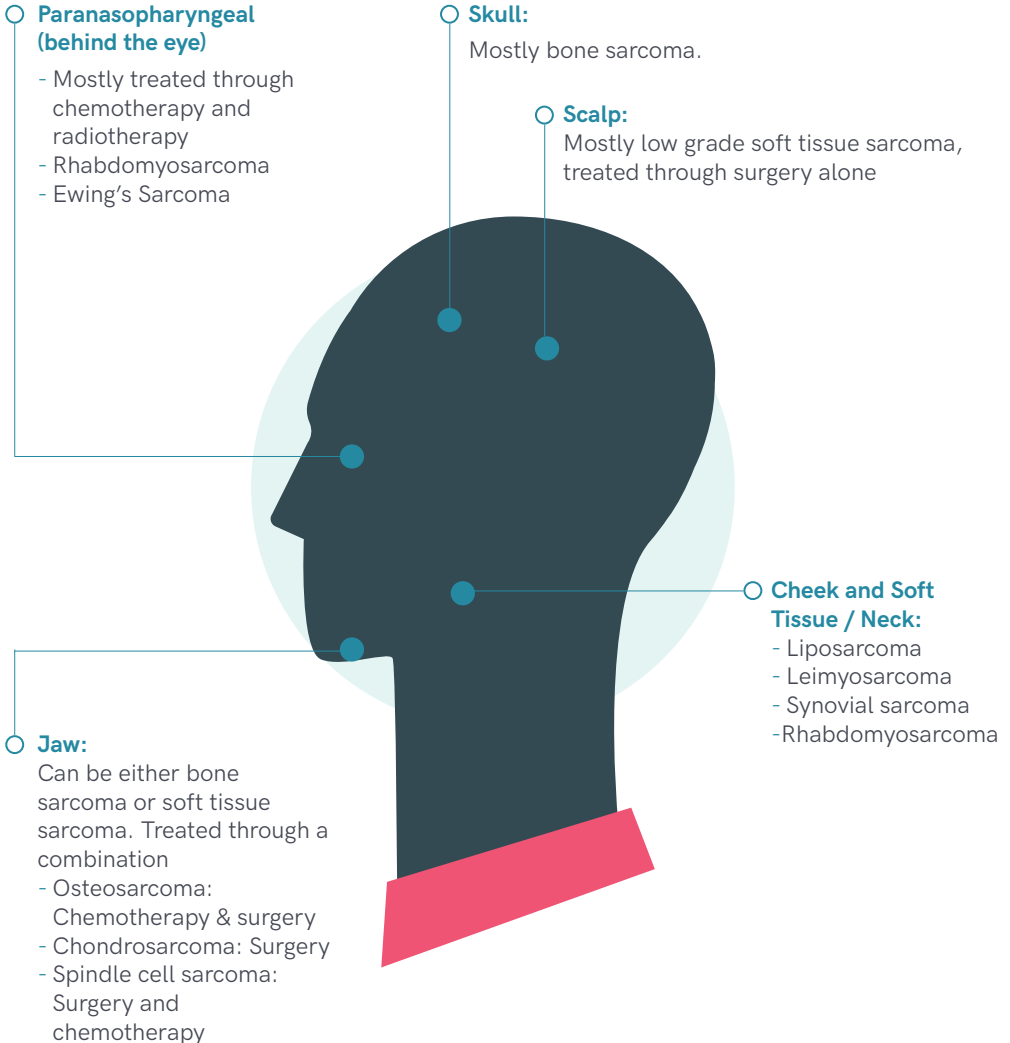 Paranasopharyngeal
(behind the eye)
- Mostly treated through
chemotherapy and
radiotherapy
- Rhabdomyosarcoma
- Ewing’s Sarcoma
Skull:
Mostly bone sarcoma.
Scalp:
Mostly low grade soft tissue sarcoma,
treated through surgery alone
Cheek and Soft
Tissue / Neck:
- Liposarcoma
- Leimyosarcoma
- Synovial sarcoma
-Rhabdomyosarcoma
Jaw:
Can be either bone
sarcoma or soft tissue
sarcoma. Treated through a
combination
- Osteosarcoma:
Chemotherapy & surgery
- Chondrosarcoma: Surgery
- Spindle cell sarcoma:
Surgery and
chemotherapy